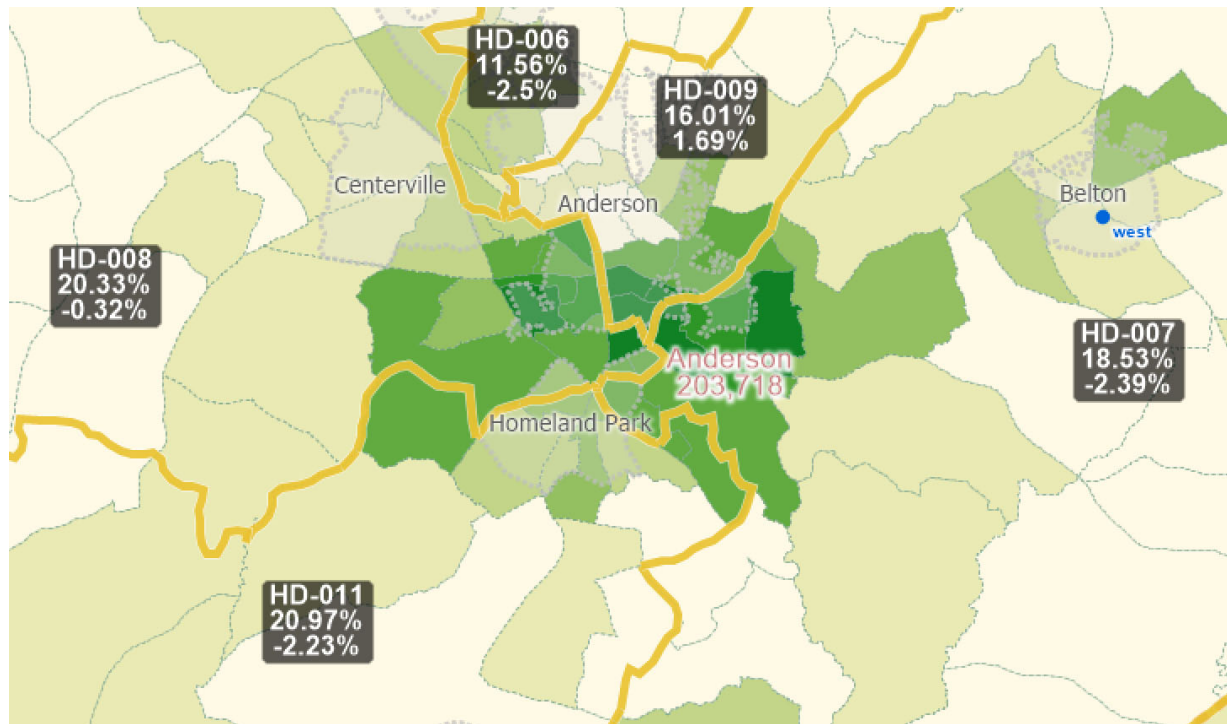 HD-006
11.56%
-2.5%
HD-009
16.01%
1.69%
Centerville
Anderson
Belton
west
HD-008
20.33%
-0.32%
HD-007
18.53%
-2.39%
Anderson
203,718
Homeland Park
HD-011
20.97%
-2.23%